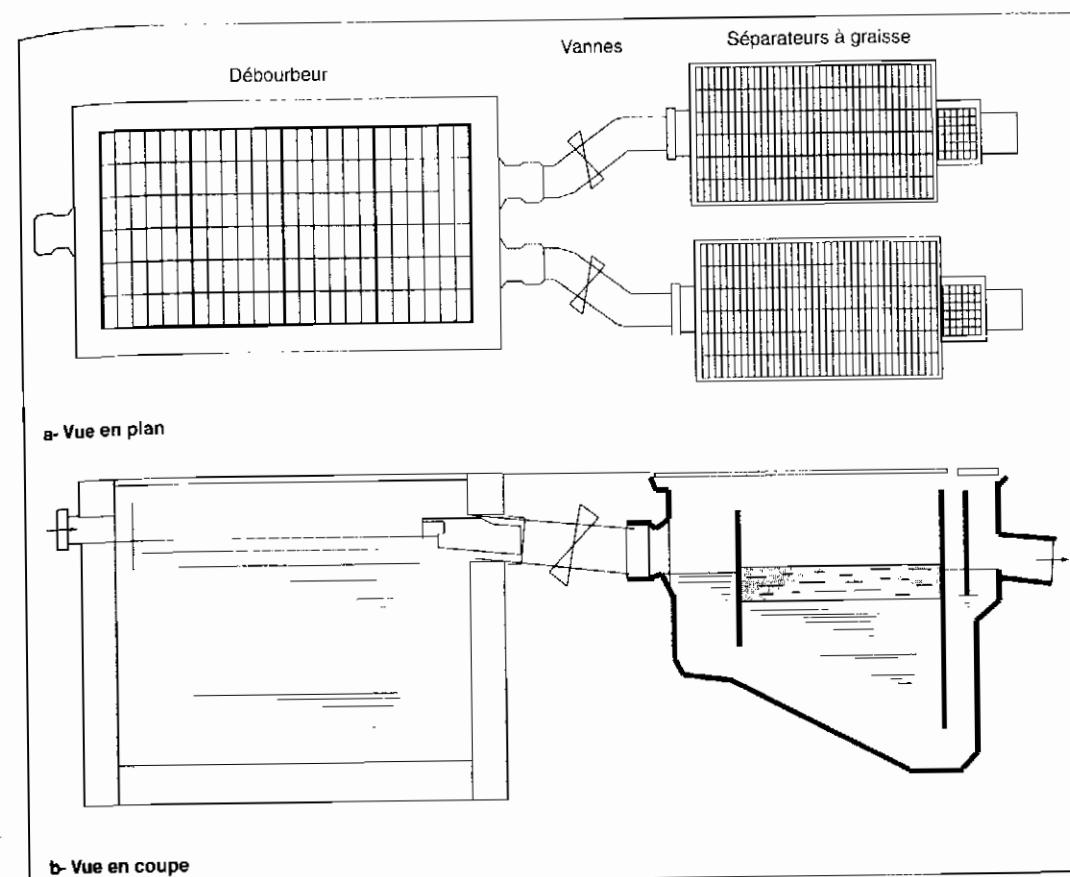 Débourbeur
Vannes
Séparateurs à graisse
a- Vue en plan
b- Vue en coupe